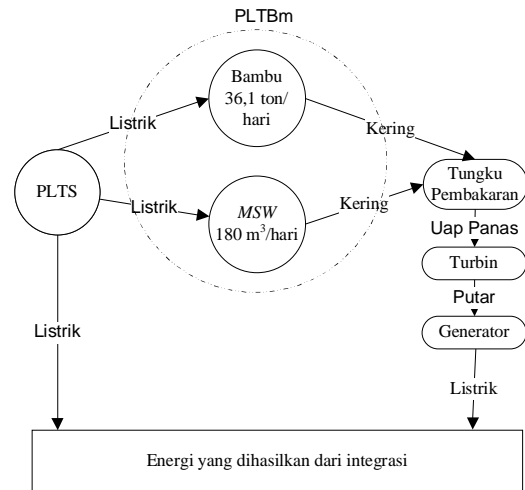 PLTBm
Bambu
36,1 ton/
hari
Listrik
Kering
PLTS
Tungku
Pembakaran
Listrik
MSW
180 m³/hari
Kering
Uap Panas
Turbin
Putar
Listrik
Generator
Listrik
Energi yang dihasilkan dari integrasi